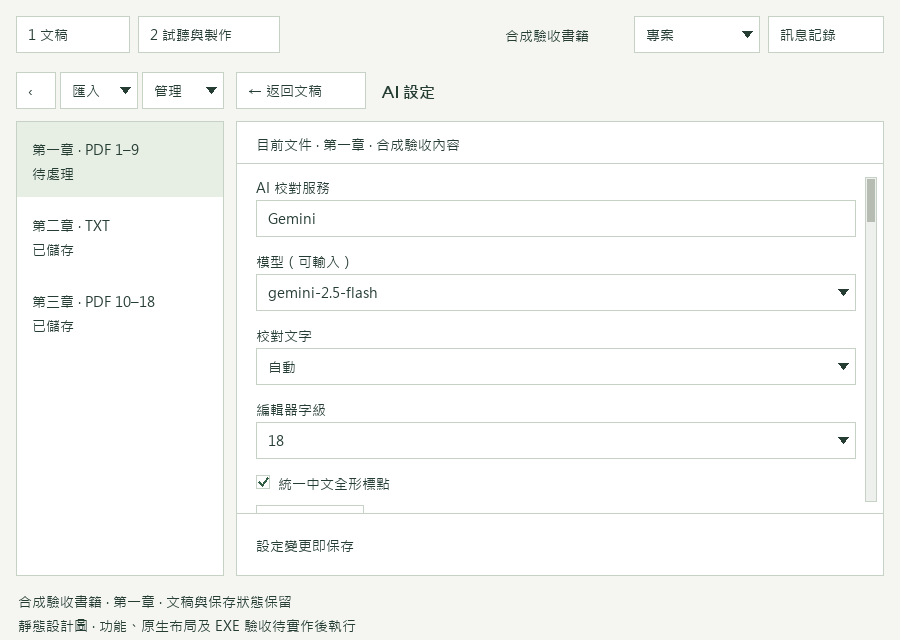 1 文稿
2 試聽與製作
合成驗收書籍
專案
訊息記錄
‹
匯入
管理
← 返回文稿
AI 設定
第一章 · PDF 1–9
待處理
第二章 · TXT
已儲存
第三章 · PDF 10–18
已儲存
目前文件 · 第一章 · 合成驗收內容
AI 校對服務
Gemini
模型（可輸入）
gemini-2.5-flash
校對文字
自動
編輯器字級
18
統一中文全形標點
設定變更即保存
合成驗收書籍 · 第一章 · 文稿與保存狀態保留
靜態設計圖 · 功能、原生布局及 EXE 驗收待實作後執行